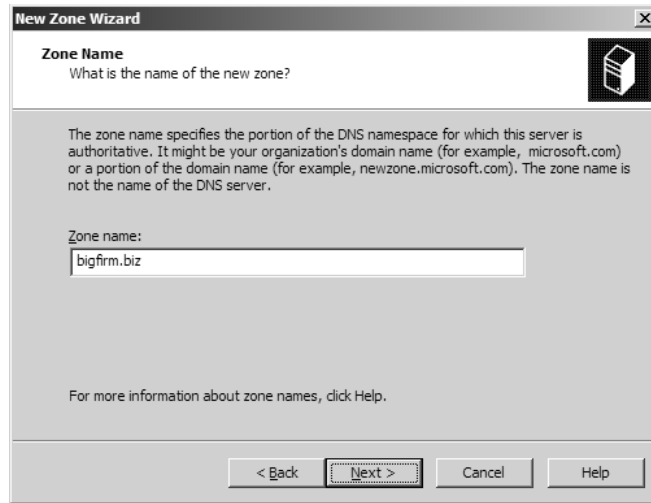 New Zone Wizard
Zone Name
What is the name of the new zone?
The zone name specifies the portion of the DNS namespace for which this server is
authoritative. It might be your organization's domain name (for example, microsoft.com)
or a portion of the domain name (for example, newzone.microsoft.com). The zone name is
not the name of the DNS server.
Zone name:
bigfirm.biz
For more information about zone names, click Help.
< Back Next > Cancel Help